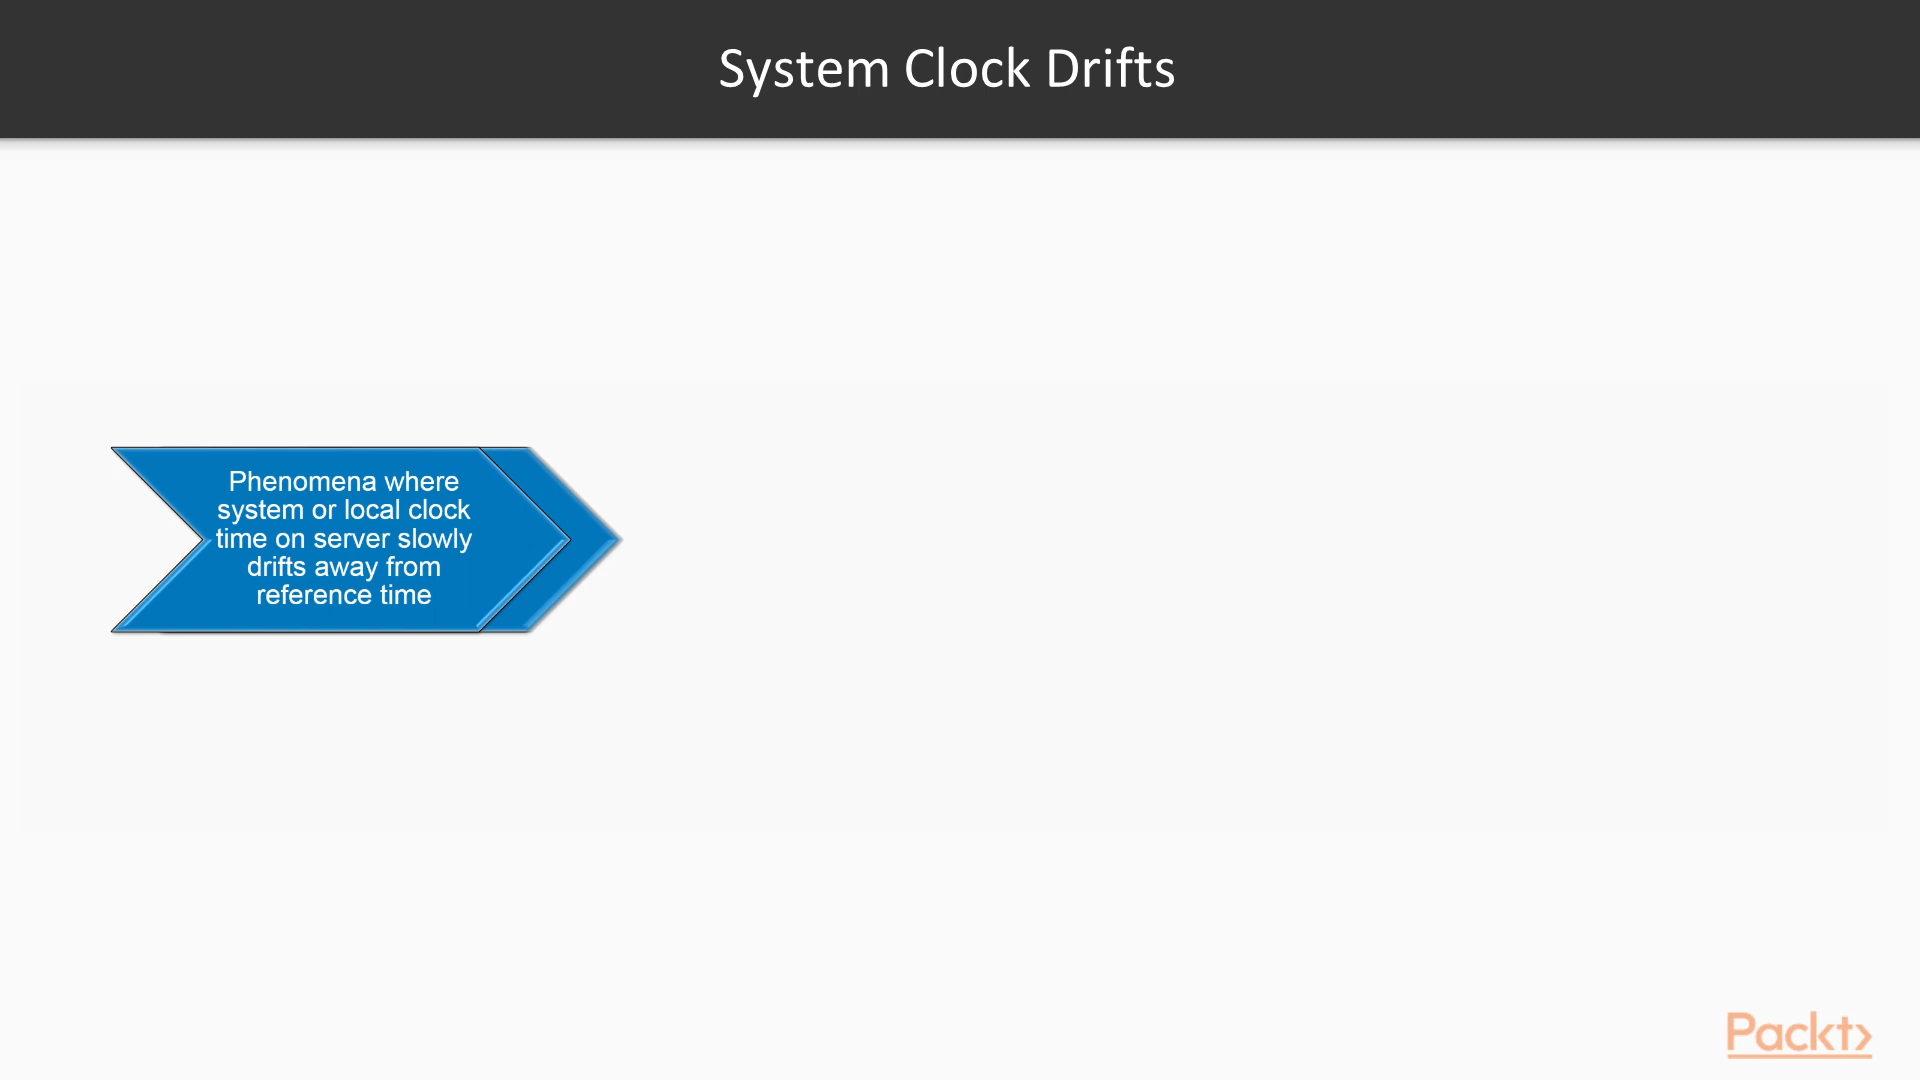 System Clock Drifts
Phenomena where
system or local clock
time on server slowly
drifts away from
reference time
Packt>